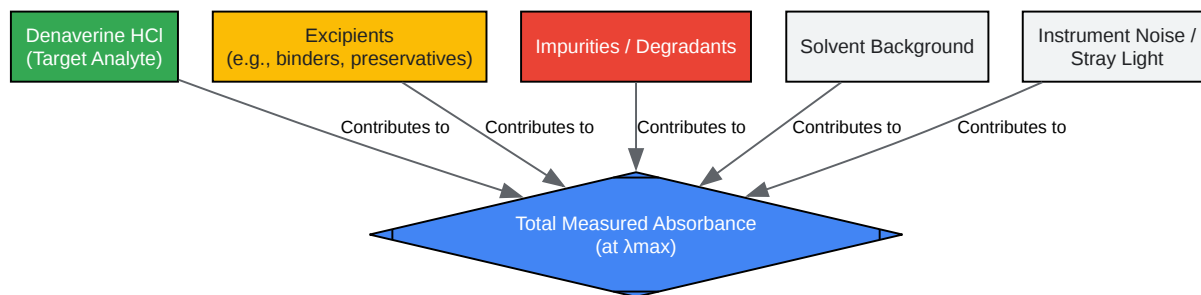 Denaverine HCl
(Target Analyte)
Excipients
(e.g., binders, preservatives)
Impurities / Degradants
Solvent Background
Instrument Noise /
Stray Light
Contributes to
Contributes to
Contributes to
Contributes to
Contributes to
Total Measured Absorbance
(at λmax)